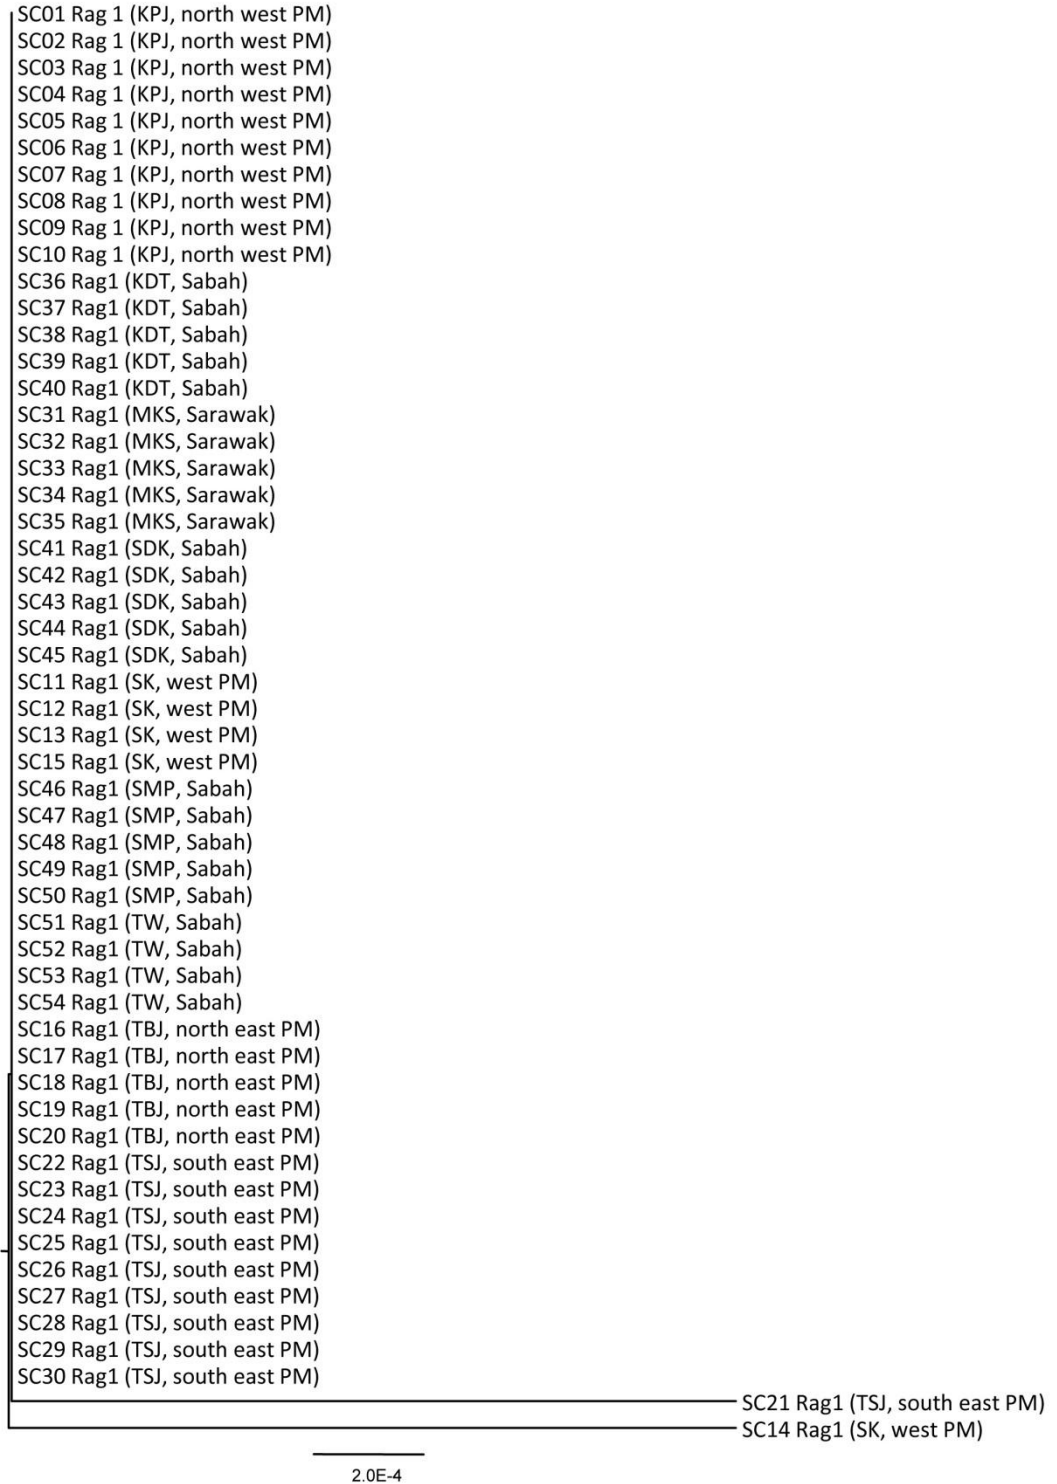 SC01 Rag 1 (KPJ, north west PM)
SC02 Rag 1 (KPJ, north west PM)
SC03 Rag 1 (KPJ, north west PM)
SC04 Rag 1 (KPJ, north west PM)
SC05 Rag 1 (KPJ, north west PM)
SC06 Rag 1 (KPJ, north west PM)
SC07 Rag 1 (KPJ, north west PM)
SC08 Rag 1 (KPJ, north west PM)
SC09 Rag 1 (KPJ, north west PM)
SC10 Rag 1 (KPJ, north west PM)
SC36 Rag1 (KDT, Sabah)
SC37 Rag1 (KDT, Sabah)
SC38 Rag1 (KDT, Sabah)
SC39 Rag1 (KDT, Sabah)
SC40 Rag1 (KDT, Sabah)
SC31 Rag1 (MKS, Sarawak)
SC32 Rag1 (MKS, Sarawak)
SC33 Rag1 (MKS, Sarawak)
SC34 Rag1 (MKS, Sarawak)
SC35 Rag1 (MKS, Sarawak)
SC41 Rag1 (SDK, Sabah)
SC42 Rag1 (SDK, Sabah)
SC43 Rag1 (SDK, Sabah)
SC44 Rag1 (SDK, Sabah)
SC45 Rag1 (SDK, Sabah)
SC11 Rag1 (SK, west PM)
SC12 Rag1 (SK, west PM)
SC13 Rag1 (SK, west PM)
SC15 Rag1 (SK, west PM)
SC46 Rag1 (SMP, Sabah)
SC47 Rag1 (SMP, Sabah)
SC48 Rag1 (SMP, Sabah)
SC49 Rag1 (SMP, Sabah)
SC50 Rag1 (SMP, Sabah)
SC51 Rag1 (TW, Sabah)
SC52 Rag1 (TW, Sabah)
SC53 Rag1 (TW, Sabah)
SC54 Rag1 (TW, Sabah)
SC16 Rag1 (TBJ, north east PM)
SC17 Rag1 (TBJ, north east PM)
SC18 Rag1 (TBJ, north east PM)
SC19 Rag1 (TBJ, north east PM)
SC20 Rag1 (TBJ, north east PM)
SC22 Rag1 (TSJ, south east PM)
SC23 Rag1 (TSJ, south east PM)
SC24 Rag1 (TSJ, south east PM)
SC25 Rag1 (TSJ, south east PM)
SC26 Rag1 (TSJ, south east PM)
SC27 Rag1 (TSJ, south east PM)
SC28 Rag1 (TSJ, south east PM)
SC29 Rag1 (TSJ, south east PM)
SC30 Rag1 (TSJ, south east PM)
SC21 Rag1 (TSJ, south east PM)
SC14 Rag1 (SK, west PM)
2.0E-4